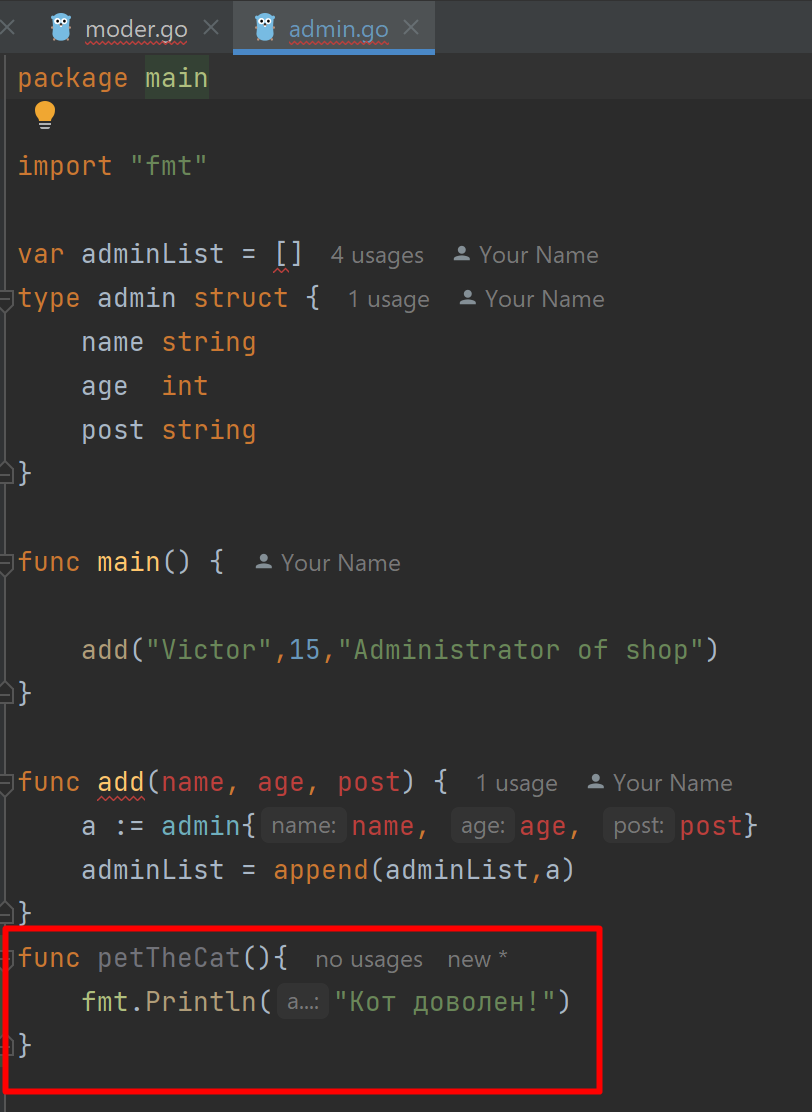 moder.go admin.go
package main
import "fmt"
var adminList = [] 4 usages Your Name
type admin struct { 1 usage Your Name
name string
age int
post string
}
func main() { Your Name
add("Victor",15,"Administrator of shop")
}
func add(name, age, post) { 1 usage Your Name
a := admin{ name: name, age: age, post: post}
adminList = append(adminList,a)
}
func petTheCat(){ no usages new *
fmt.Println( a...: "Кот доволен!")
}